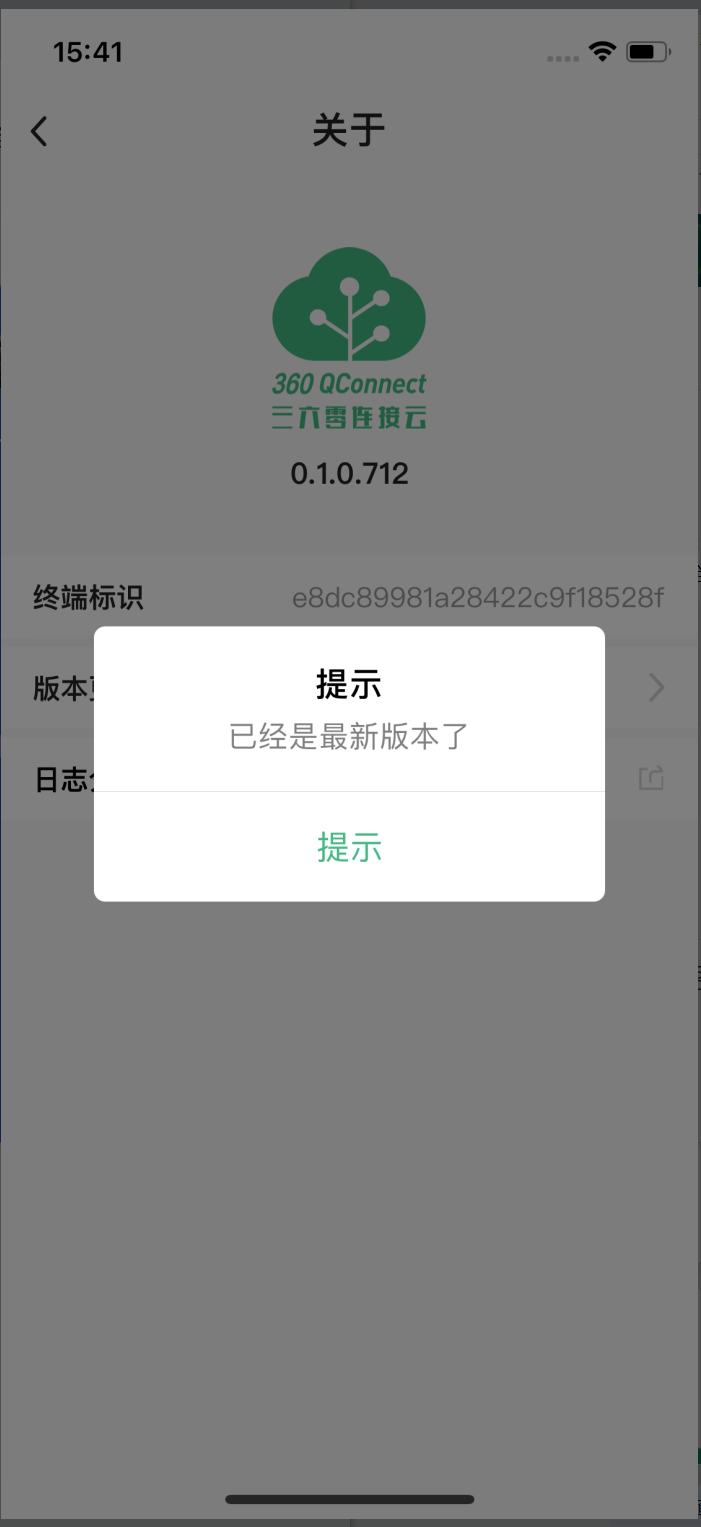 15:41
关于
360 QConnect
三六零连接云
0.1.0.712
终端标识 e8dc89981a28422c9f18528f
版本
提示
已经是最新版本了
日志
提示